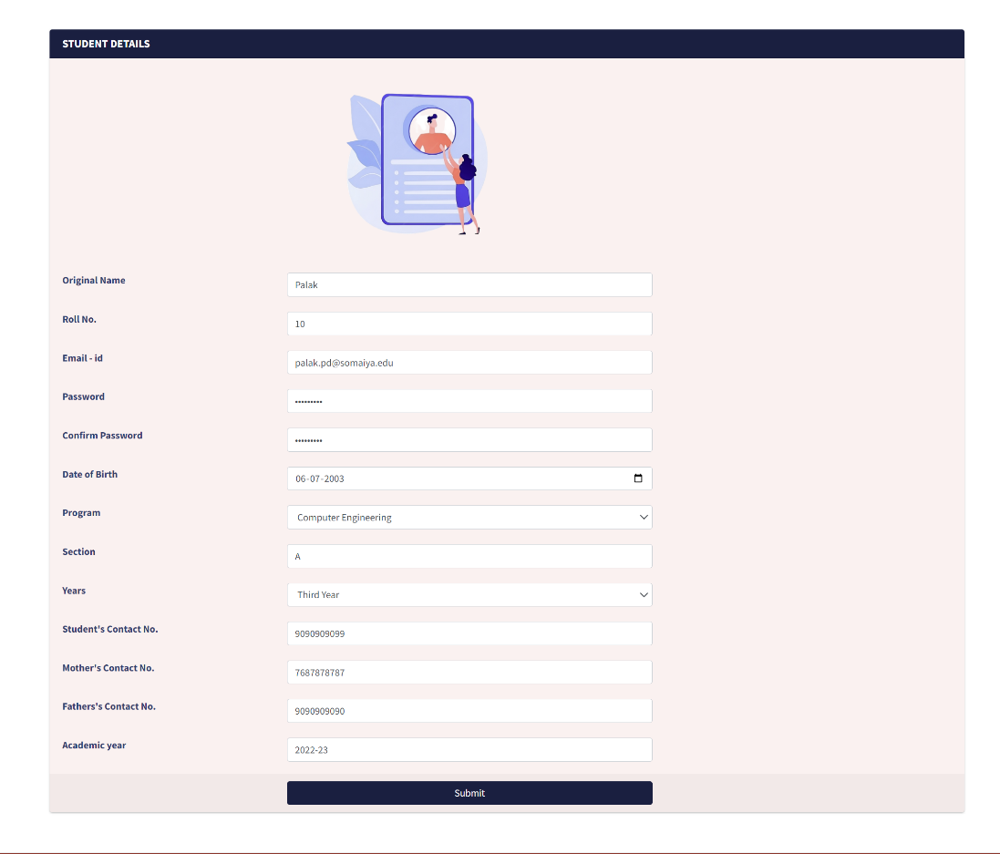 STUDENT DETAILS
Original Name
Palak
Roll No.
10
Email - id
palak.pd@somaiya.edu
Password
•••••••••
Confirm Password
•••••••••
Date of Birth
06-07-2003
Program
Computer Engineering
Section
A
Years
Third Year
Student's Contact No.
9090909099
Mother's Contact No.
7687878787
Fathers's Contact No.
9090909090
Academic year
2022-23
Submit